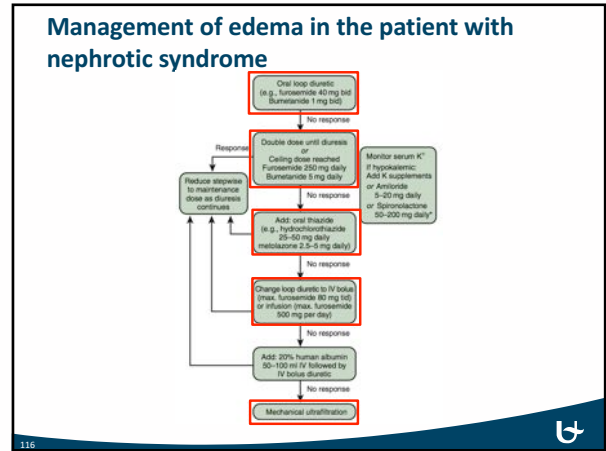 Management of edema in the patient with
nephrotic syndrome
Oral loop diuretic
(e.g., furosemide 40 mg bid
Bumetanide 1 mg bid)
No response
Response
Double dose until diuresis
or
Ceiling dose reached
Furosemide 250 mg daily
Bumetanide 5 mg daily
Monitor serum K+
If hypokalemic:
Add K supplements
or Amiloride
5–20 mg daily
or Spironolactone
50–200 mg daily*
Reduce stepwise
to maintenance
dose as diuresis
continues
No response
Add: oral thiazide
(e.g., hydrochlorothiazide
25–50 mg daily
metolazone 2.5–5 mg daily)
No response
Change loop diuretic to IV bolus
(max. furosemide 80 mg tid)
or infusion (max. furosemide
500 mg per day)
No response
Add: 20% human albumin
50–100 ml IV followed by
IV bolus diuretic
No response
Mechanical ultrafiltration
116